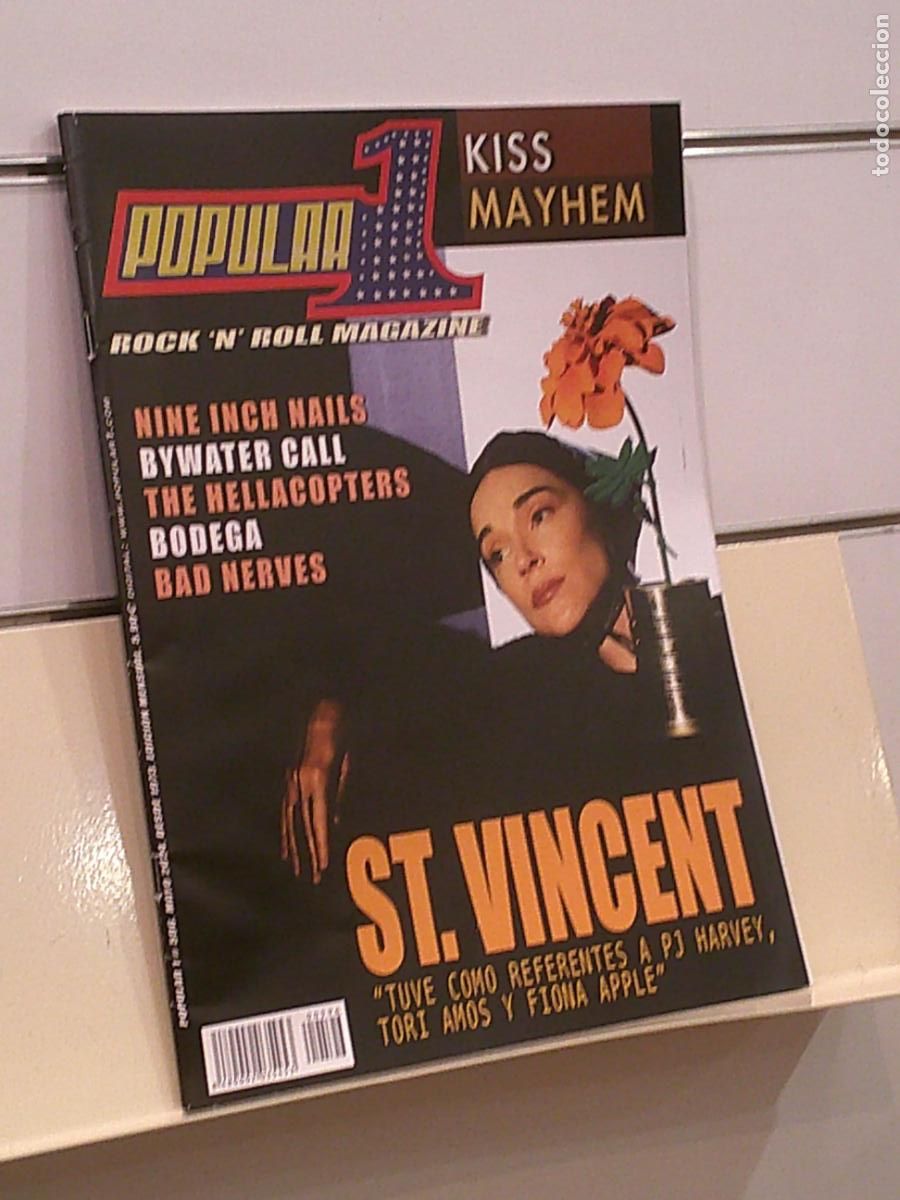 KISS
MAYHEM
POPULAR 1
ROCK 'N' ROLL MAGAZINE
NINE INCH NAILS
BYWATER CALL
THE HELLACOPTERS
BODEGA
BAD NERVES
ST. VINCENT
"TUVE COMO REFERENTES A PJ HARVEY,
TORI AMOS Y FIONA APPLE"
todocoleccion